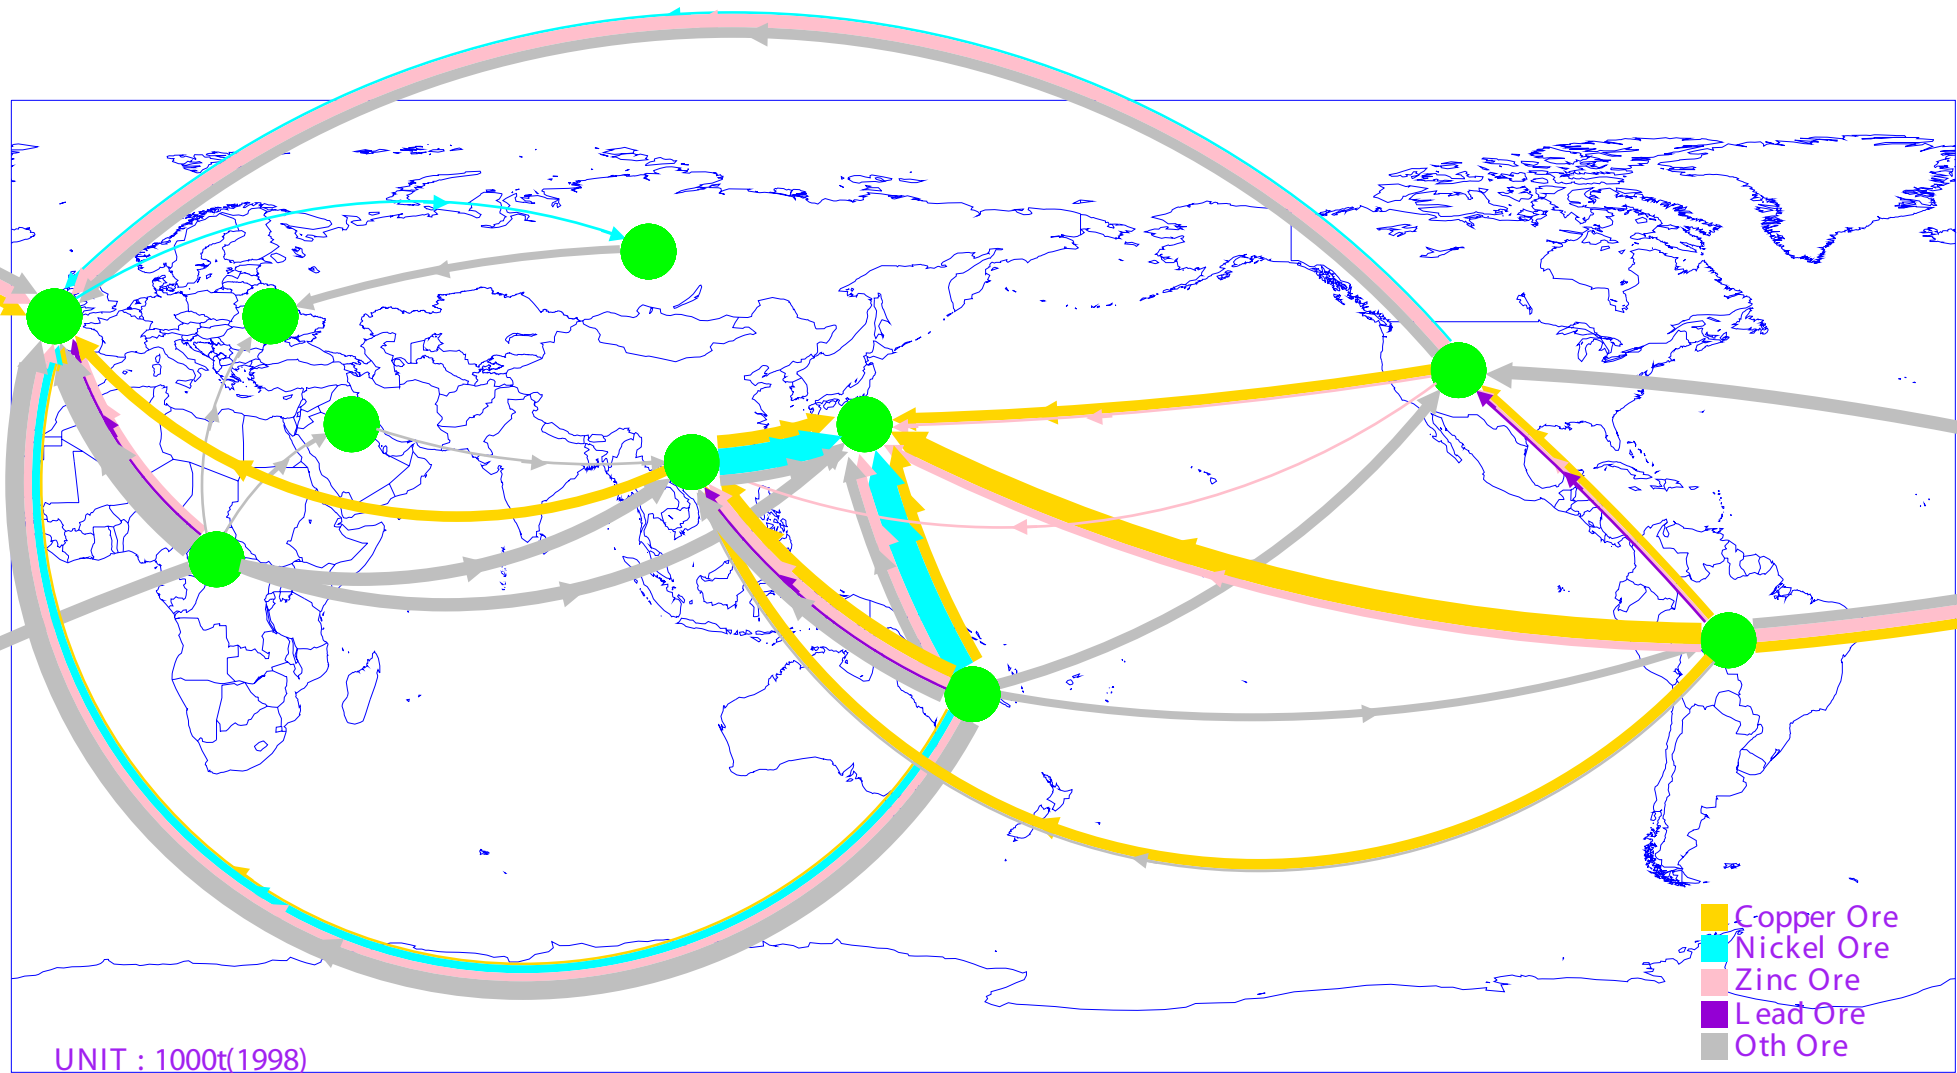 Copper Ore
Nickel Ore
Zinc Ore
Lead Ore
Oth Ore
UNIT : 1000t(1998)